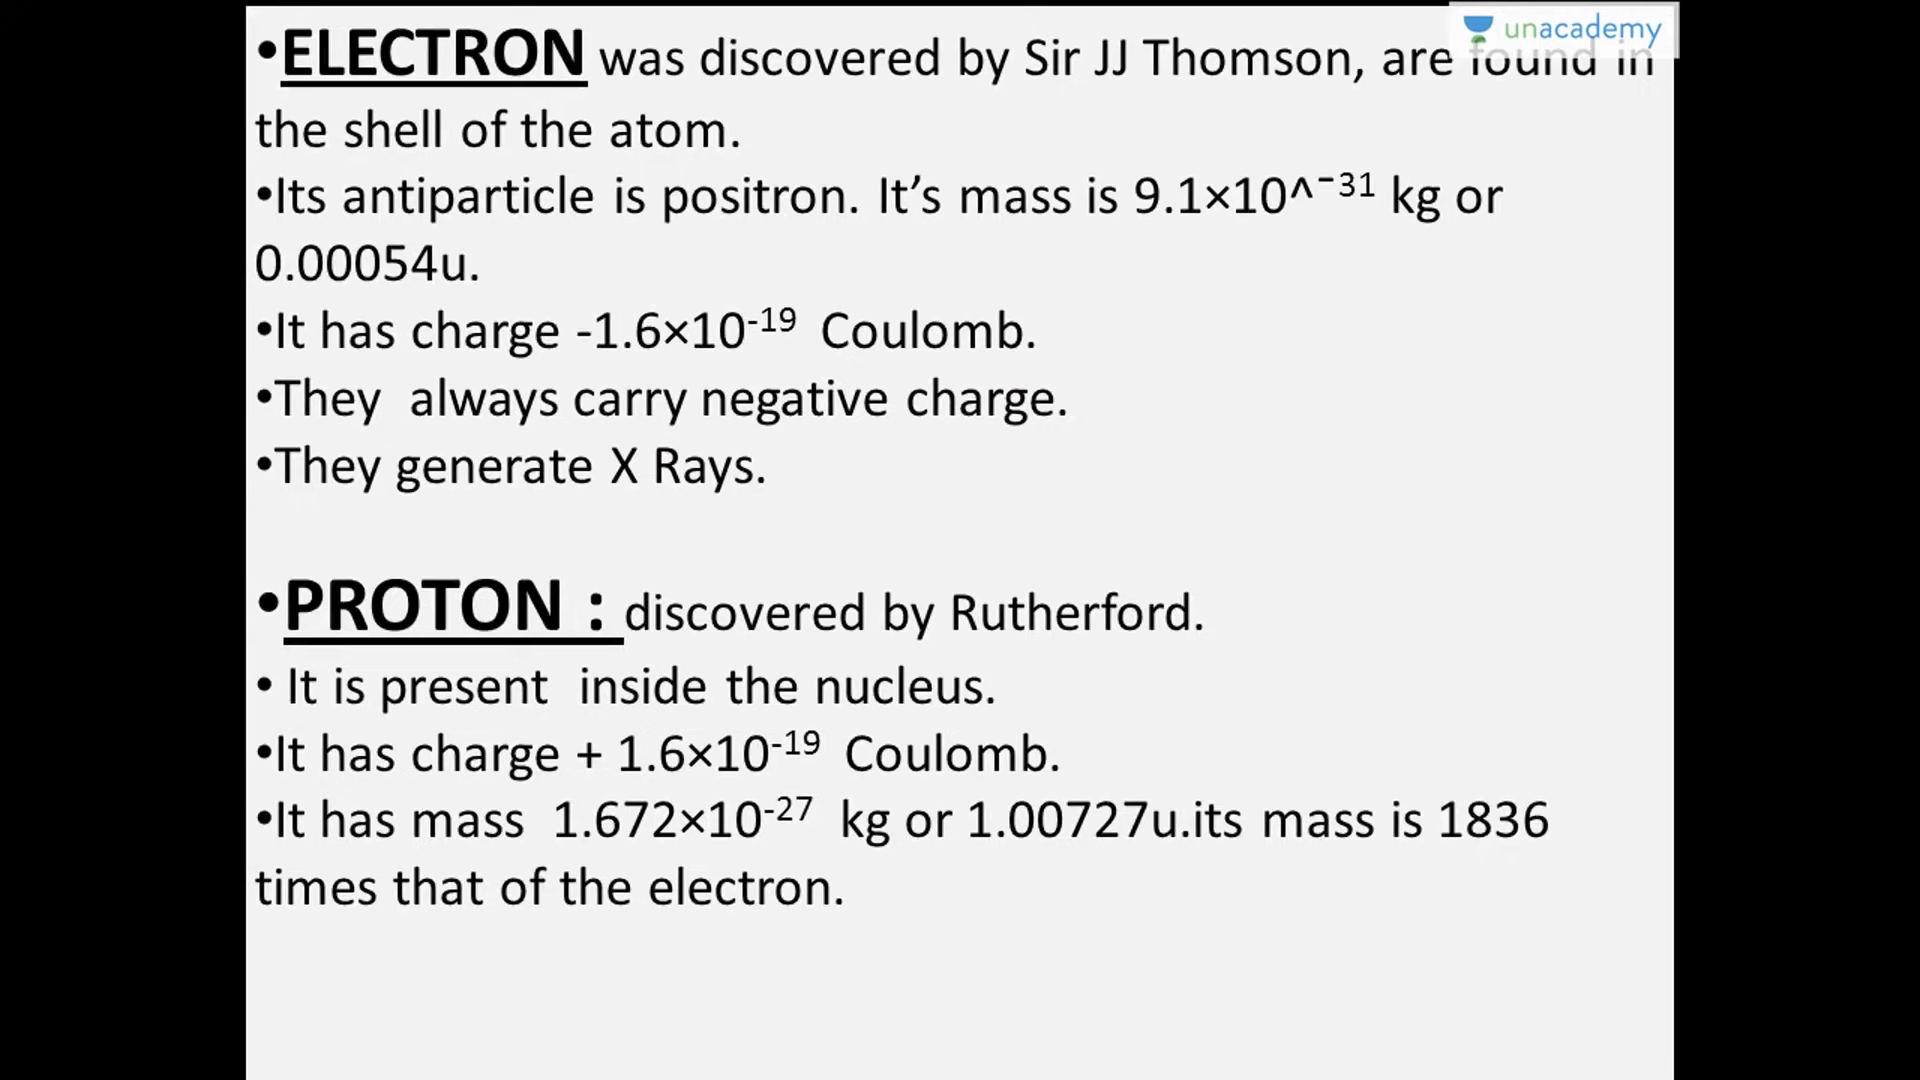 unacademy
•ELECTRON was discovered by Sir JJ Thomson, are found in
the shell of the atom.
•Its antiparticle is positron. It’s mass is 9.1×10^⁻³¹ kg or
0.00054u.
•It has charge -1.6×10⁻¹⁹ Coulomb.
•They always carry negative charge.
•They generate X Rays.
•PROTON : discovered by Rutherford.
• It is present inside the nucleus.
•It has charge + 1.6×10⁻¹⁹ Coulomb.
•It has mass 1.672×10⁻²⁷ kg or 1.00727u.its mass is 1836
times that of the electron.